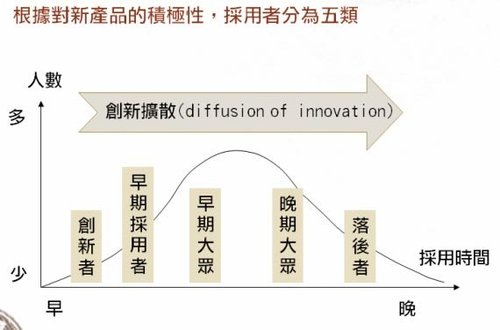 根據對新產品的積極性，採用者分為五類
人數
多
創新擴散(diffusion of innovation)
創新者
早期採用者
早期大眾
晚期大眾
落後者
採用時間
少
早
晚